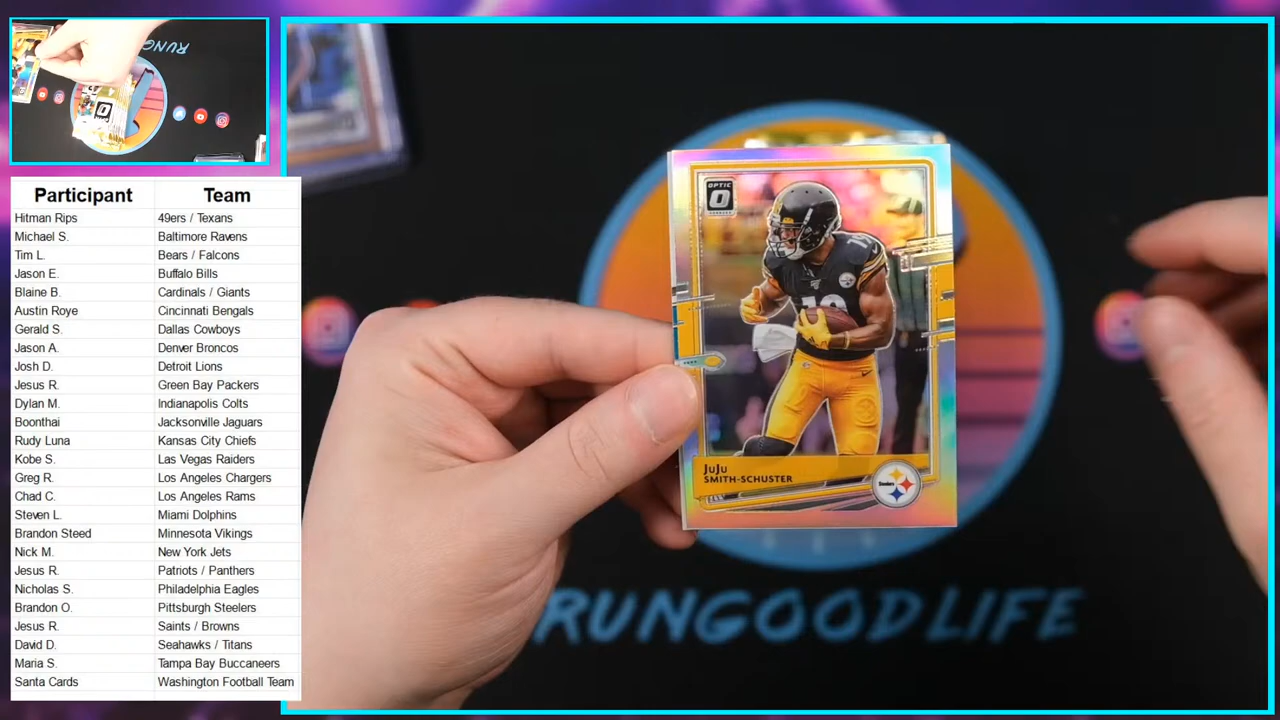 RUNG
Participant Team
Hitman Rips 49ers / Texans
Michael S. Baltimore Ravens
Tim L. Bears / Falcons
Jason E. Buffalo Bills
Blaine B. Cardinals / Giants
Austin Roye Cincinnati Bengals
Gerald S. Dallas Cowboys
Jason A. Denver Broncos
Josh D. Detroit Lions
Jesus R. Green Bay Packers
Dylan M. Indianapolis Colts
Boonthai Jacksonville Jaguars
Rudy Luna Kansas City Chiefs
Kobe S. Las Vegas Raiders
Greg R. Los Angeles Chargers
Chad C. Los Angeles Rams
Steven L. Miami Dolphins
Brandon Steed Minnesota Vikings
Nick M. New York Jets
Jesus R. Patriots / Panthers
Nicholas S. Philadelphia Eagles
Brandon O. Pittsburgh Steelers
Jesus R. Saints / Browns
David D. Seahawks / Titans
Maria S. Tampa Bay Buccaneers
Santa Cards Washington Football Team
OPTIC
O
19
JuJu
SMITH-SCHUSTER
Steelers
RUNGOODLIFE